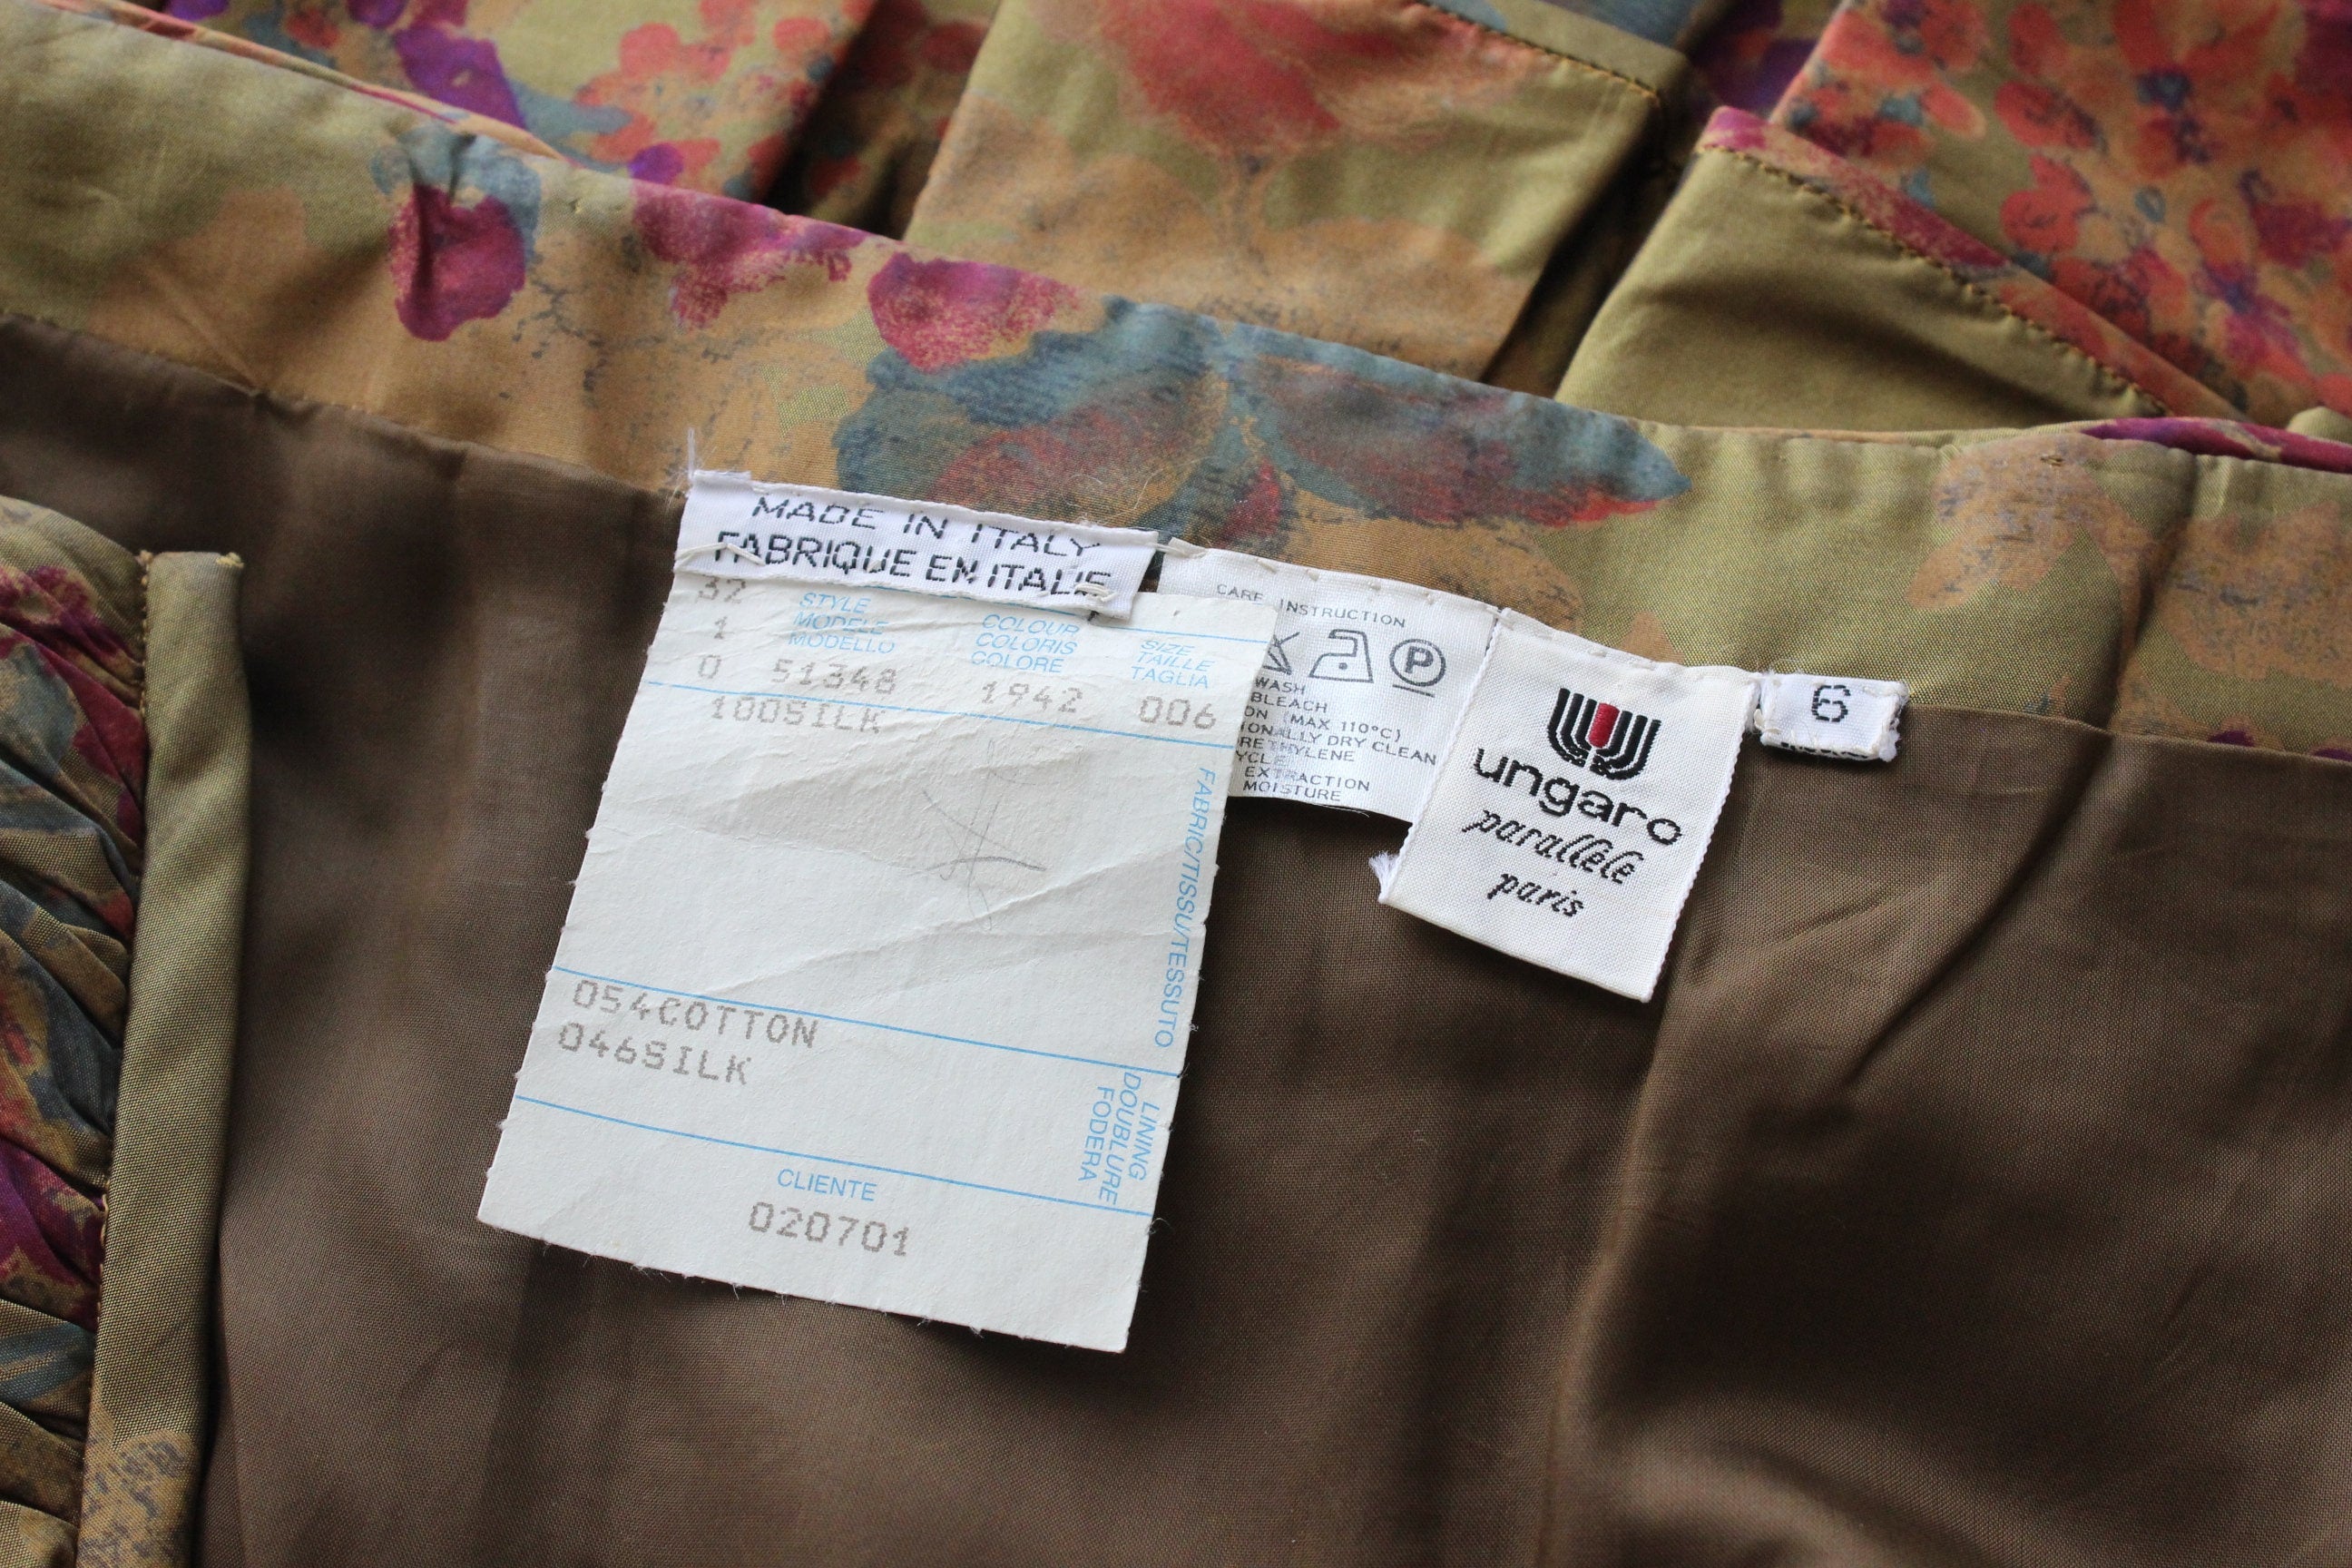 MADE IN ITALY
FABRIQUE EN ITALIE
32
1
0
STYLE
MODÈLE
MODELLO
51348
COLOUR
COLORIS
COLORE
1942
SIZE
TAILLE
TAGLIA
006
100SILK
FABRIC/TISSU/TESSUTO
054COTTON
046SILK
LINING
DOUBLURE
FODERA
CLIENTE
020701
CARE INSTRUCTION
P
WASH
BLEACH
(MAX 110°C)
DRY CLEAN
EXTRACTION
MOISTURE
ungaro
parallèle
paris
6